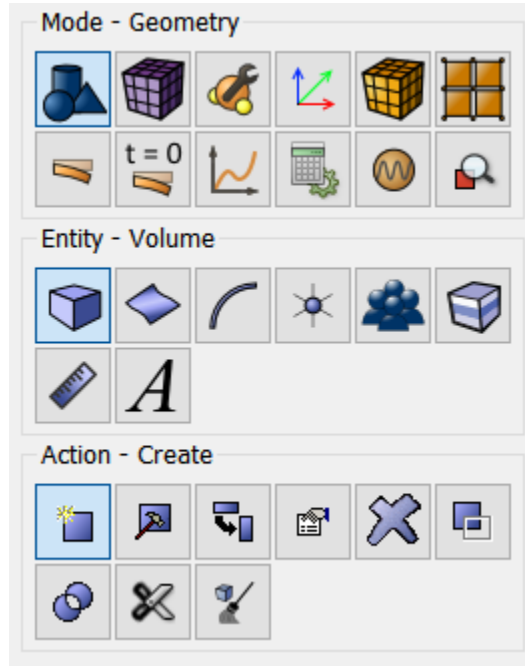 Mode - Geometry
t = 0
Entity - Volume
A
Action - Create